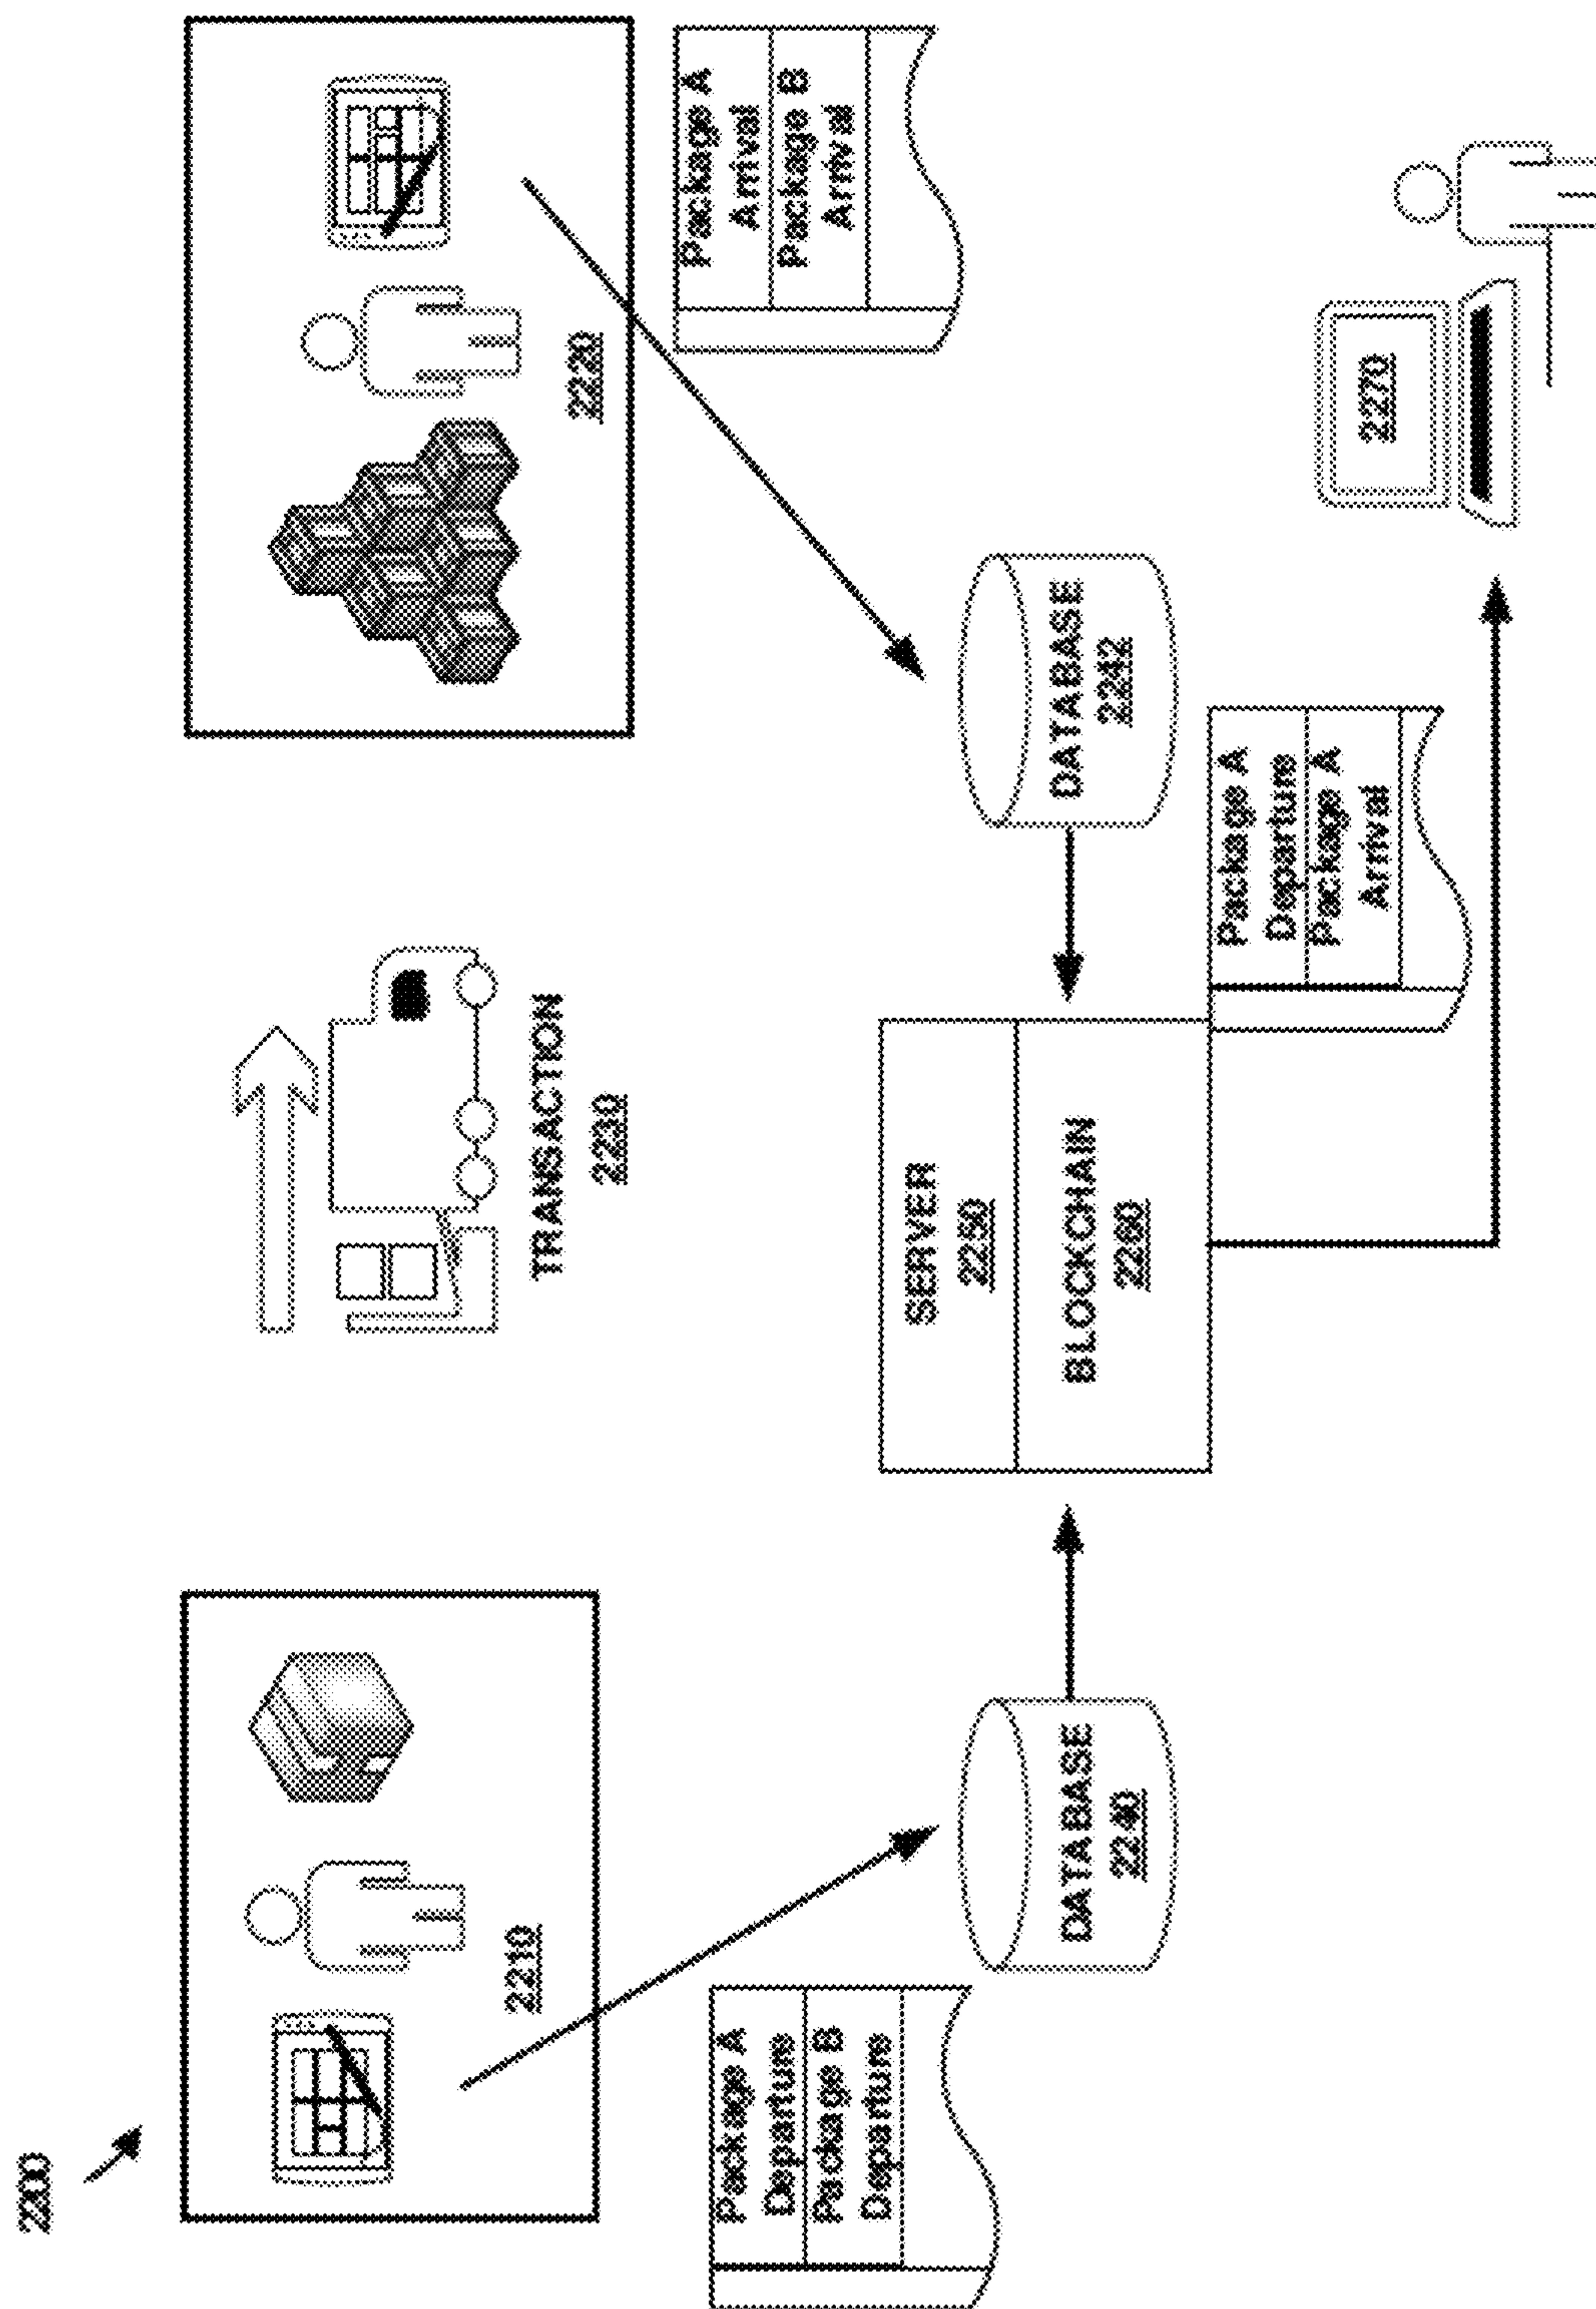 2200
2210
TRANSACTION
2230
2220
Package A
Departure
Package B
Departure
Package A
Arrival
Package B
Arrival
DATABASE
2240
SERVER
2250
BLOCKCHAIN
2260
DATABASE
2242
Package A
Departure
Package A
Arrival
2270